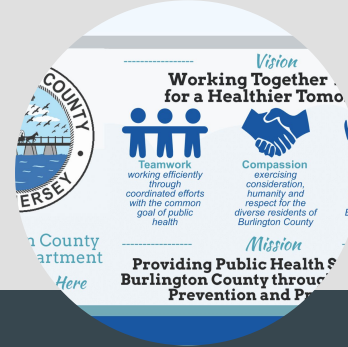 COUNTY
ERSEY
n County
artment
Here
Vision
Working Together
for a Healthier Tomo
Teamwork
working efficiently
through
coordinated efforts
with the common
goal of public
health
Compassion
exercising
consideration,
humanity and
respect for the
diverse residents of
Burlington County
Mission
Providing Public Health S
Burlington County throug
Prevention and Pr